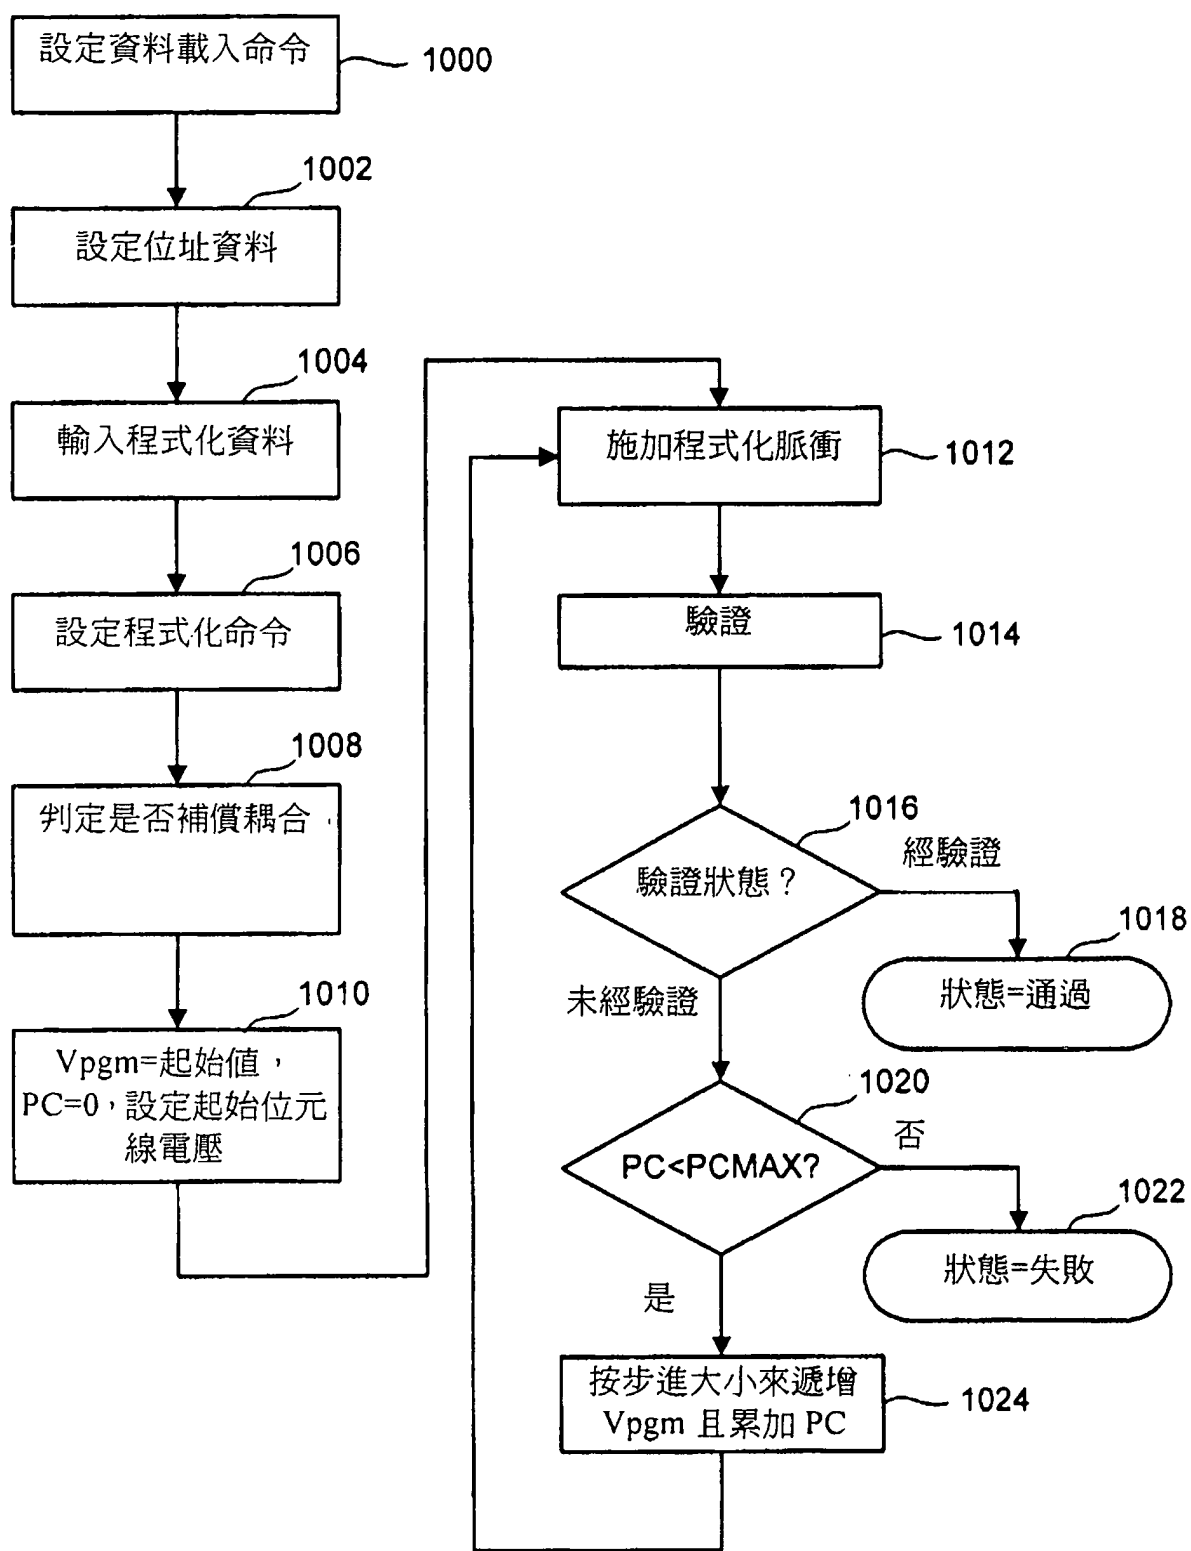 設定資料載入命令
1000
1002
設定位址資料
1004
輸入程式化資料
1006
設定程式化命令
1008
判定是否補償耦合
1010
Vpgm=起始值，
PC=0，設定起始位元
線電壓
施加程式化脈衝
1012
驗證
1014
1016
驗證狀態？
經驗證
1018
狀態=通過
未經驗證
1020
PC<PCMAX?
否
1022
狀態=失敗
是
按步進大小來遞增
Vpgm 且累加 PC
1024